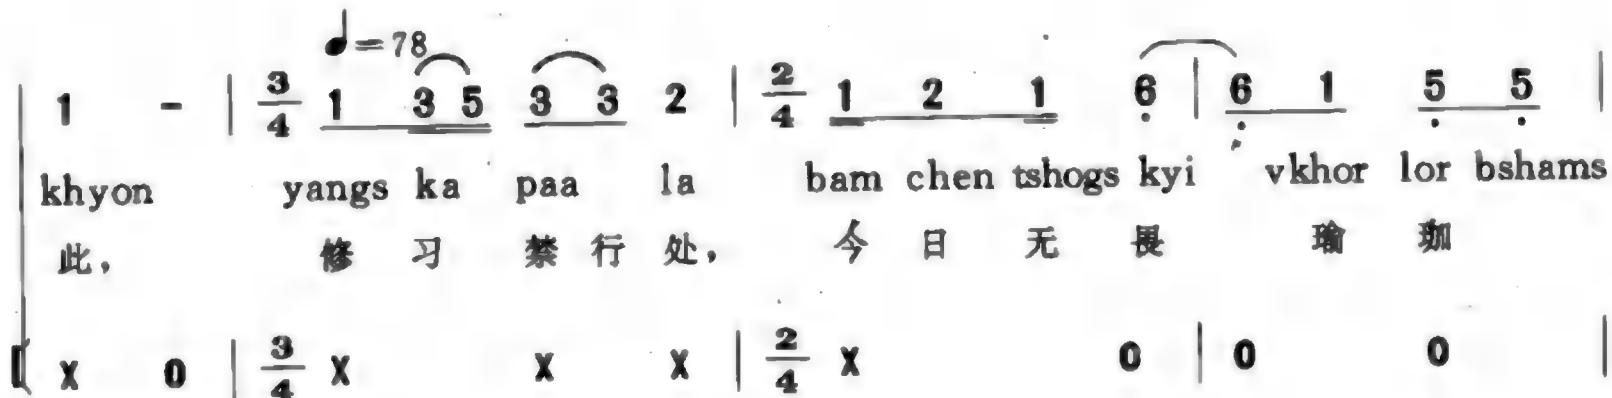 ♩=78
1 - | 3/4 1 3 5 3 3 2 | 2/4 1 2 1 6̣ | 6̣ 1 5̣ 5̣ |
khyon yangs ka paa la bam chen tshogs kyi vkhor lor bshams
此， 修 习 禁 行 处， 今 日 无 畏 瑜 珈
X 0 | 3/4 X X X | 2/4 X 0 | 0 0 |